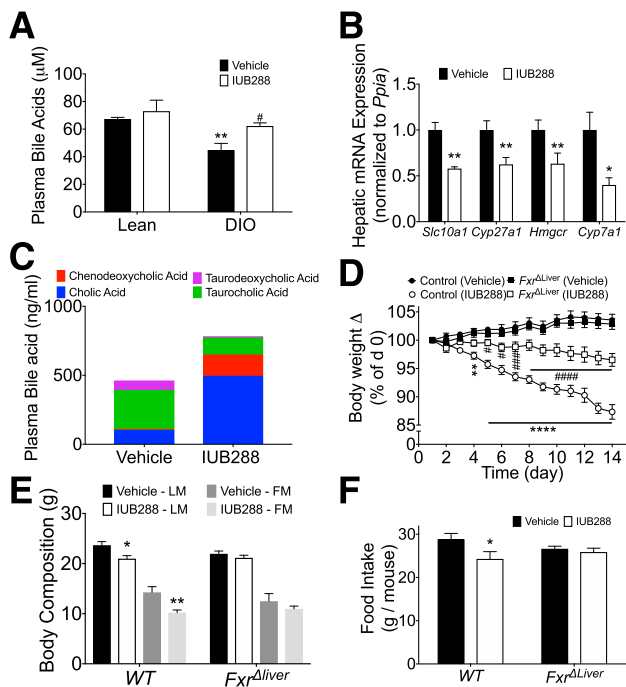 A
Plasma Bile Acids (μM)
Vehicle
IUB288
100
80
60
40
20
0
**
#
Lean
DIO
B
Hepatic mRNA Expression
(normalized to Ppia)
Vehicle
IUB288
1.5
1.0
0.5
0.0
**
**
**
*
Slc10a1
Cyp27a1
Hmgcr
Cyp7a1
C
Chenodeoxycholic Acid
Taurodeoxycholic Acid
Cholic Acid
Taurocholic Acid
Plasma Bile acid (ng/ml)
1000
500
0
Vehicle
IUB288
D
Control (Vehicle)
FxrΔLiver (Vehicle)
Control (IUB288)
FxrΔLiver (IUB288)
Body weight Δ
(% of d 0)
105
100
95
90
85
0
**
#
##
####
####
****
0
2
4
6
8
10
12
14
Time (day)
E
Vehicle - LM
Vehicle - FM
IUB288 - LM
IUB288 - FM
Body Composition (g)
30
20
10
0
*
**
WT
FxrΔliver
F
Vehicle
IUB288
Food Intake
(g / mouse)
40
30
20
10
0
*
WT
FxrΔLiver